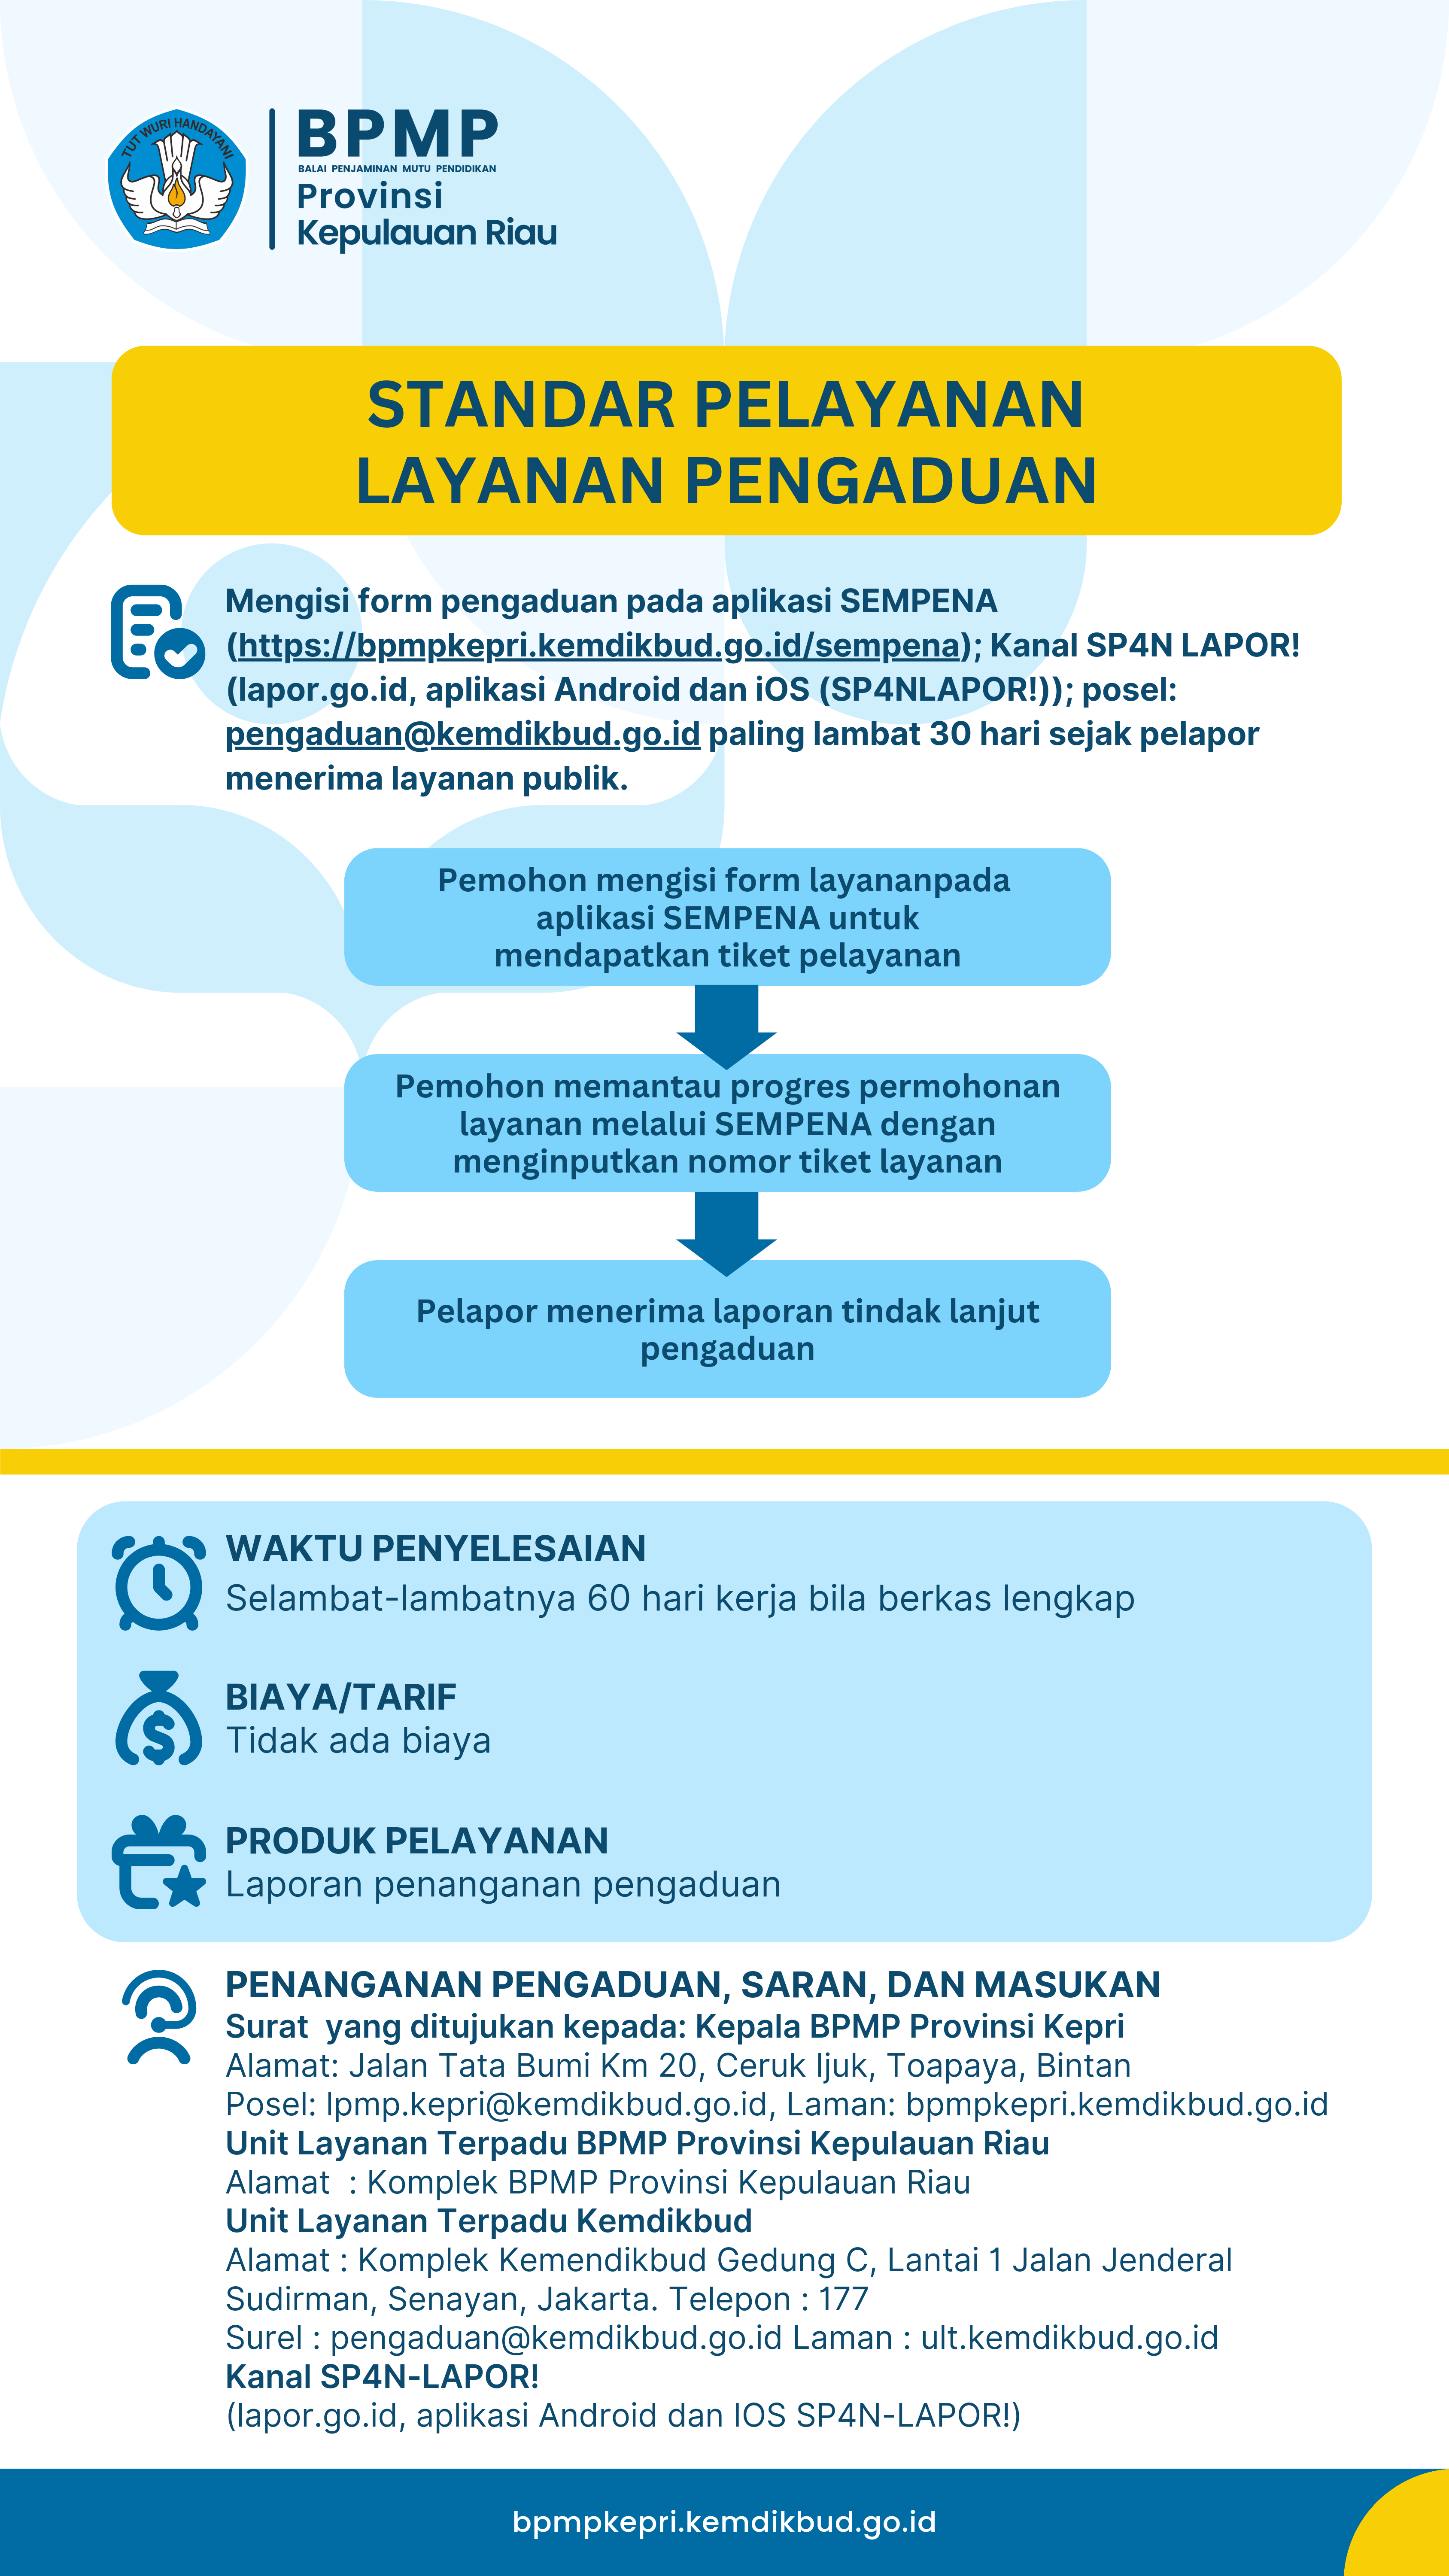 TUT WURI HANDAYANI
BPMP
BALAI PENJAMINAN MUTU PENDIDIKAN
Provinsi
Kepulauan Riau
STANDAR PELAYANAN
LAYANAN PENGADUAN
Mengisi form pengaduan pada aplikasi SEMPENA
(https://bpmpkepri.kemdikbud.go.id/sempena); Kanal SP4N LAPOR!
(lapor.go.id, aplikasi Android dan iOS (SP4NLAPOR!)); posel:
pengaduan@kemdikbud.go.id paling lambat 30 hari sejak pelapor
menerima layanan publik.
Pemohon mengisi form layananpada
aplikasi SEMPENA untuk
mendapatkan tiket pelayanan
Pemohon memantau progres permohonan
layanan melalui SEMPENA dengan
menginputkan nomor tiket layanan
Pelapor menerima laporan tindak lanjut
pengaduan
WAKTU PENYELESAIAN
Selambat-lambatnya 60 hari kerja bila berkas lengkap
BIAYA/TARIF
Tidak ada biaya
PRODUK PELAYANAN
Laporan penanganan pengaduan
PENANGANAN PENGADUAN, SARAN, DAN MASUKAN
Surat  yang ditujukan kepada: Kepala BPMP Provinsi Kepri
Alamat: Jalan Tata Bumi Km 20, Ceruk Ijuk, Toapaya, Bintan
Posel: lpmp.kepri@kemdikbud.go.id, Laman: bpmpkepri.kemdikbud.go.id
Unit Layanan Terpadu BPMP Provinsi Kepulauan Riau
Alamat  : Komplek BPMP Provinsi Kepulauan Riau
Unit Layanan Terpadu Kemdikbud
Alamat : Komplek Kemendikbud Gedung C, Lantai 1 Jalan Jenderal
Sudirman, Senayan, Jakarta. Telepon : 177
Surel : pengaduan@kemdikbud.go.id Laman : ult.kemdikbud.go.id
Kanal SP4N-LAPOR!
(lapor.go.id, aplikasi Android dan IOS SP4N-LAPOR!)
bpmpkepri.kemdikbud.go.id